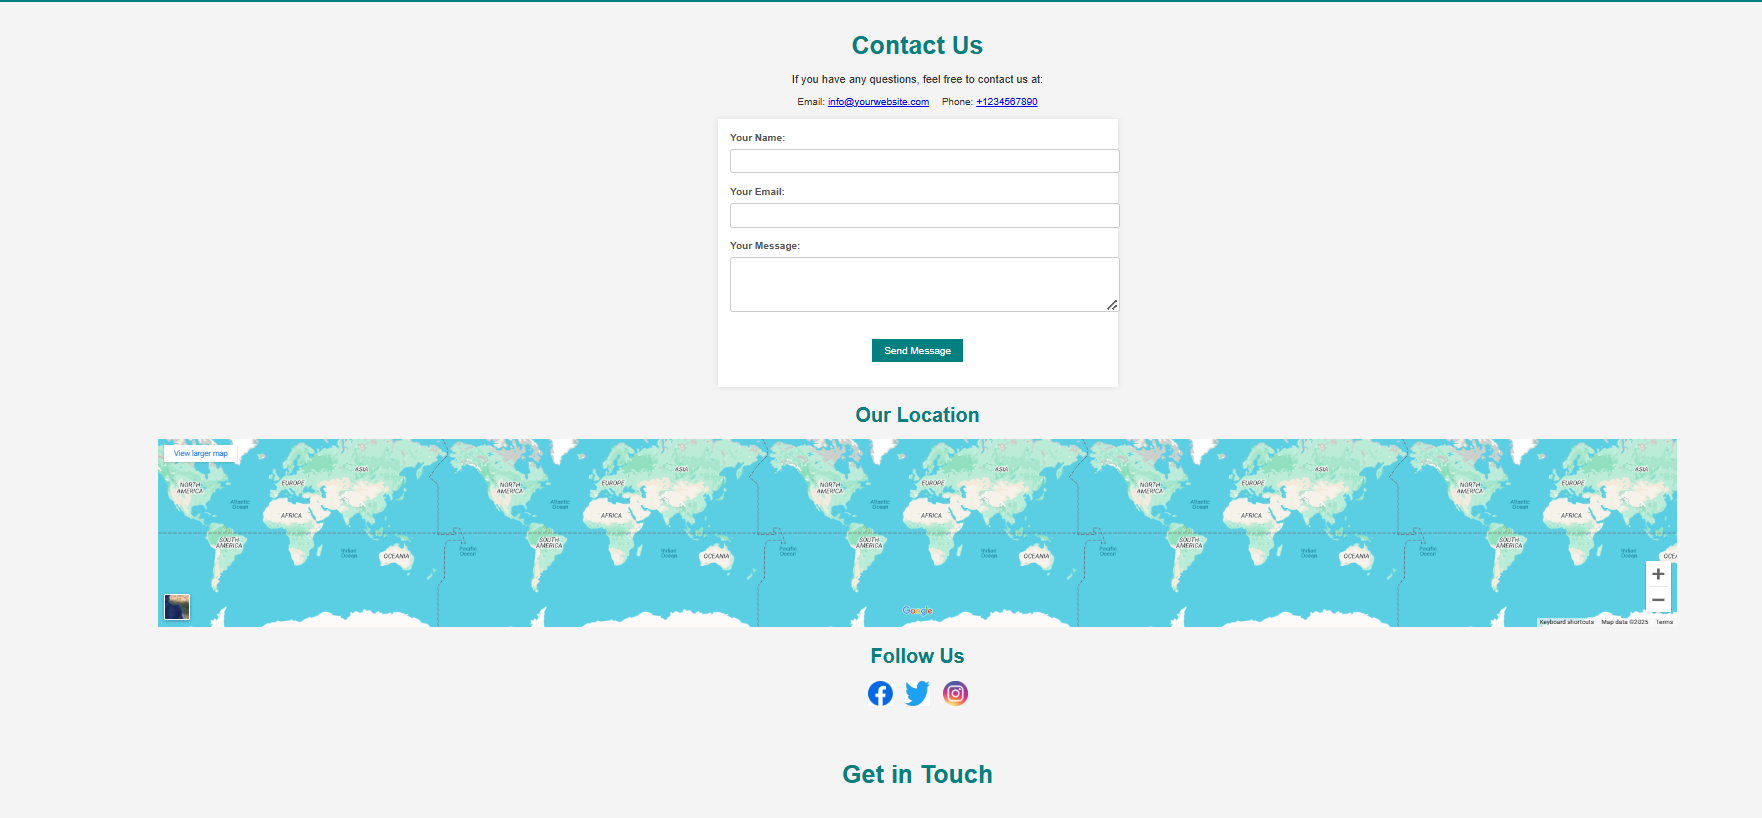 Contact Us
If you have any questions, feel free to contact us at:
Email: info@yourwebsite.com Phone: +1234567890
Your Name:
Your Email:
Your Message:
Send Message
Our Location
View larger map
ASIA ASIA ASIA ASIA ASIA
NORTH AMERICA EUROPE NORTH AMERICA EUROPE NORTH AMERICA EUROPE NORTH AMERICA EUROPE NORTH AMERICA EUROPE
Atlantic Ocean Atlantic Ocean Atlantic Ocean Atlantic Ocean Atlantic Ocean
AFRICA AFRICA AFRICA AFRICA AFRICA
SOUTH AMERICA SOUTH AMERICA SOUTH AMERICA SOUTH AMERICA SOUTH AMERICA
Indian Ocean Pacific Ocean Indian Ocean Pacific Ocean Indian Ocean Pacific Ocean Indian Ocean Pacific Ocean Indian Ocean
OCEANIA OCEANIA OCEANIA OCEANIA OCEA
Google
Keyboard shortcuts Map data ©2025 Terms
Follow Us
Get in Touch